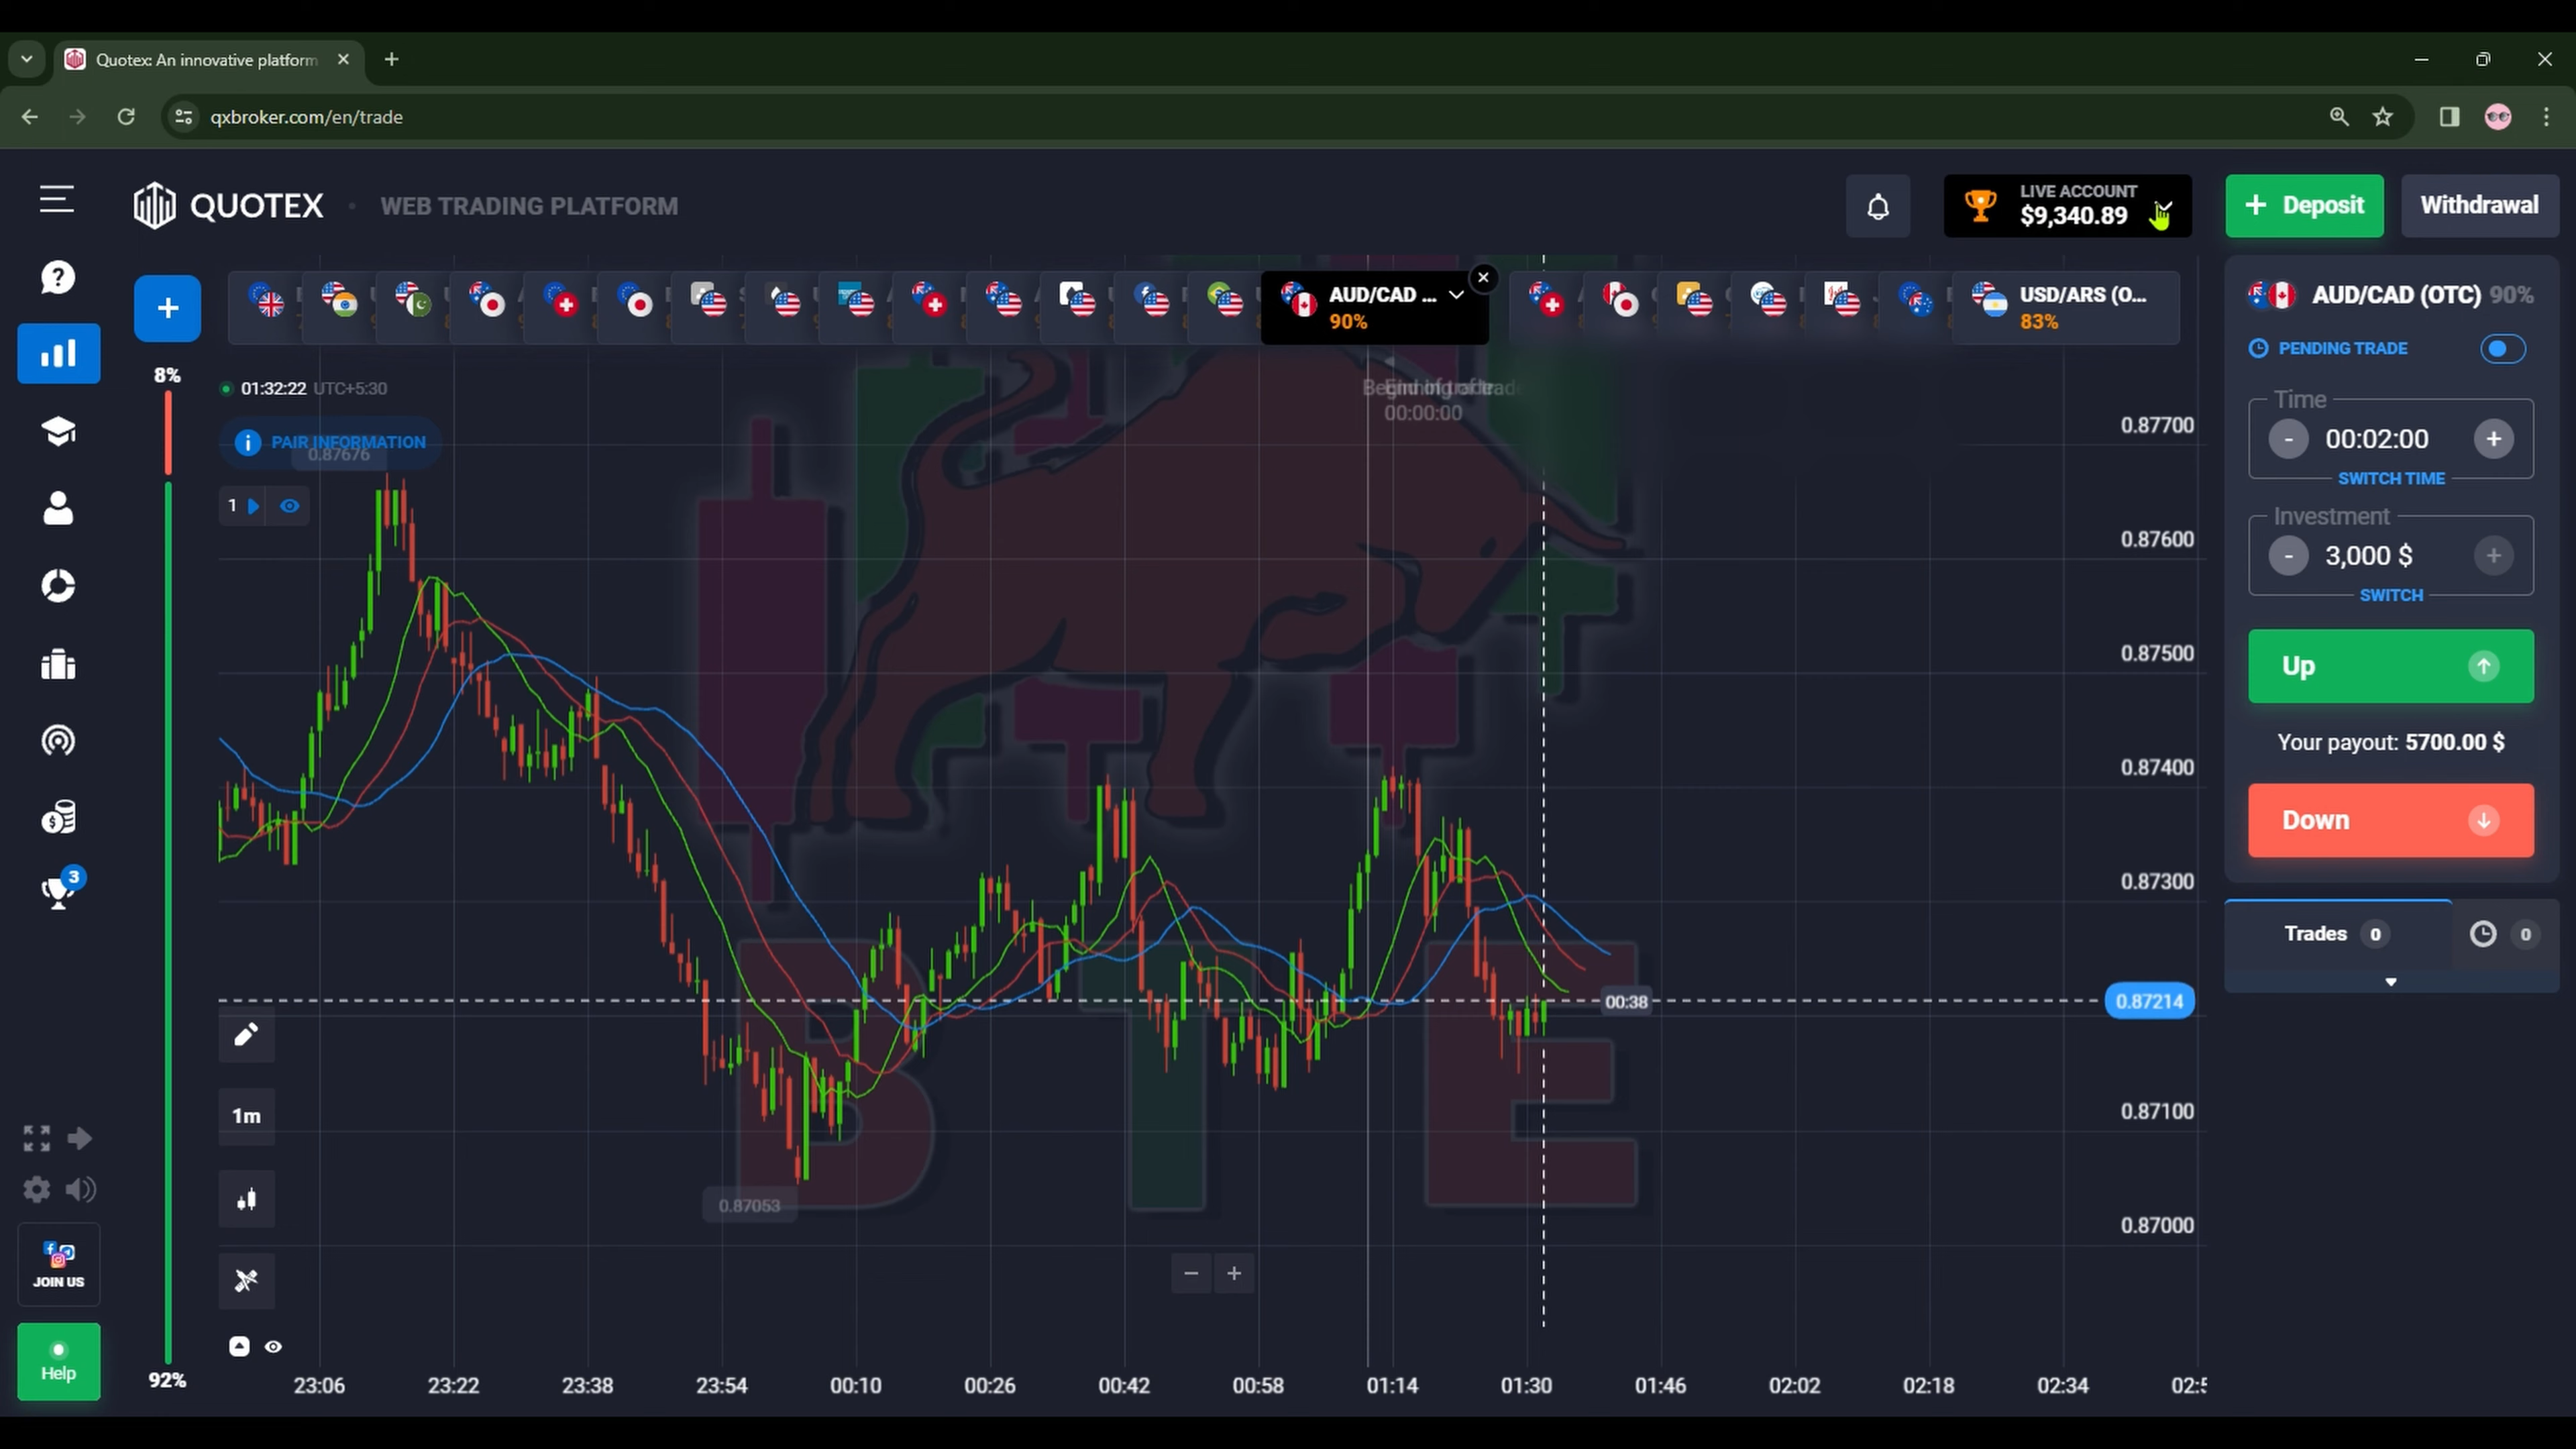 Quotex: An innovative platform
qxbroker.com/en/trade
QUOTEX • WEB TRADING PLATFORM
LIVE ACCOUNT
$9,340.89
+ Deposit
Withdrawal
AUD/CAD ...
90%
USD/ARS (O...
83%
AUD/CAD (OTC) 90%
PENDING TRADE
Time
- 00:02:00 +
SWITCH TIME
Investment
- 3,000 $ +
SWITCH
Up
Your payout: 5700.00 $
Down
Trades 0
0
8%
01:32:22 UTC+5:30
PAIR INFORMATION
0.87676
1
00:00:00
0.87700
0.87600
0.87500
0.87400
0.87300
00:38
0.87214
0.87100
0.87000
0.87053
BTE
1m
3
JOIN US
Help
92%
23:06 23:22 23:38 23:54 00:10 00:26 00:42 00:58 01:14 01:30 01:46 02:02 02:18 02:34